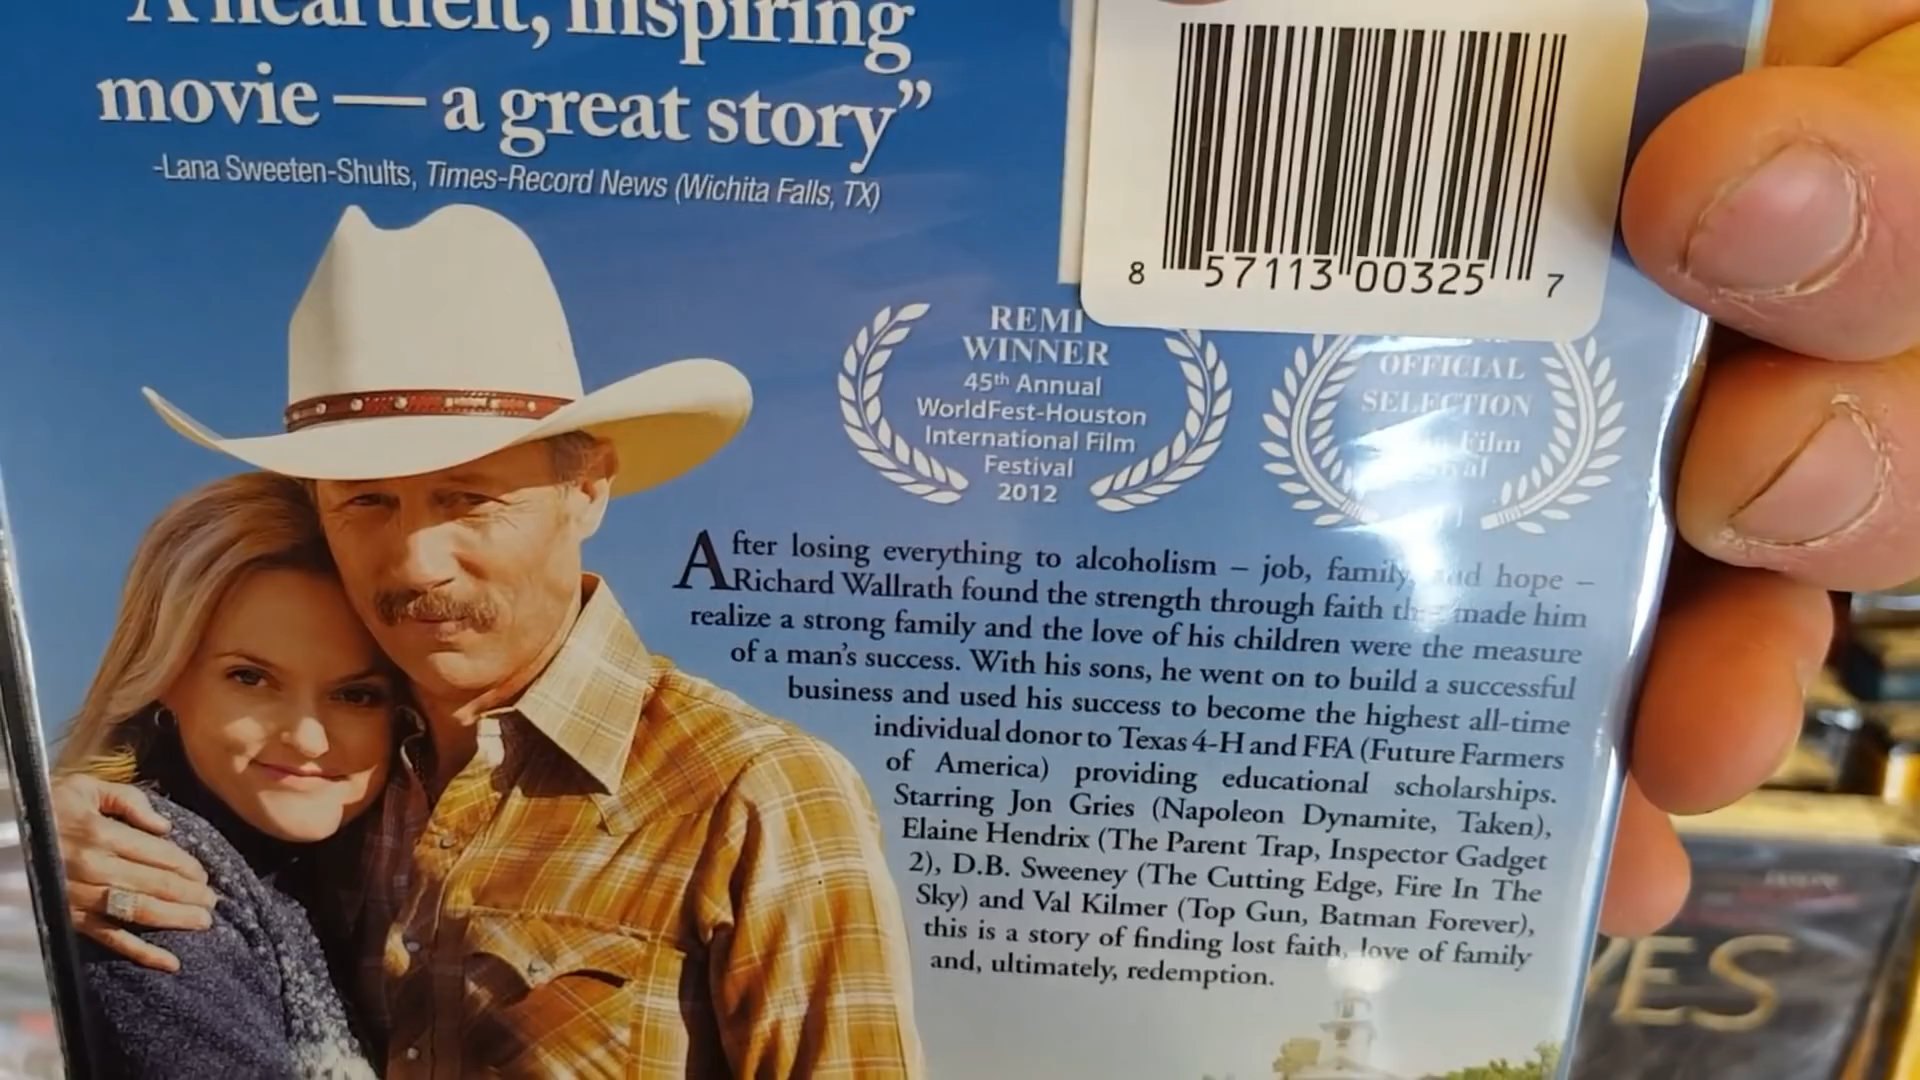 "A heartfelt, inspiring
movie — a great story”
-Lana Sweeten-Shults, Times-Record News (Wichita Falls, TX)
8 57113 00325 7
REMI
WINNER
45th Annual
WorldFest-Houston
International Film
Festival
2012
OFFICIAL
SELECTION
Film
After losing everything to alcoholism – job, family, and hope –
Richard Wallrath found the strength through faith that made him
realize a strong family and the love of his children were the measure
of a man's success. With his sons, he went on to build a successful
business and used his success to become the highest all-time
individual donor to Texas 4-H and FFA (Future Farmers
of America) providing educational scholarships.
Starring Jon Gries (Napoleon Dynamite, Taken),
Elaine Hendrix (The Parent Trap, Inspector Gadget
2), D.B. Sweeney (The Cutting Edge, Fire In The
Sky) and Val Kilmer (Top Gun, Batman Forever),
this is a story of finding lost faith, love of family
and, ultimately, redemption.